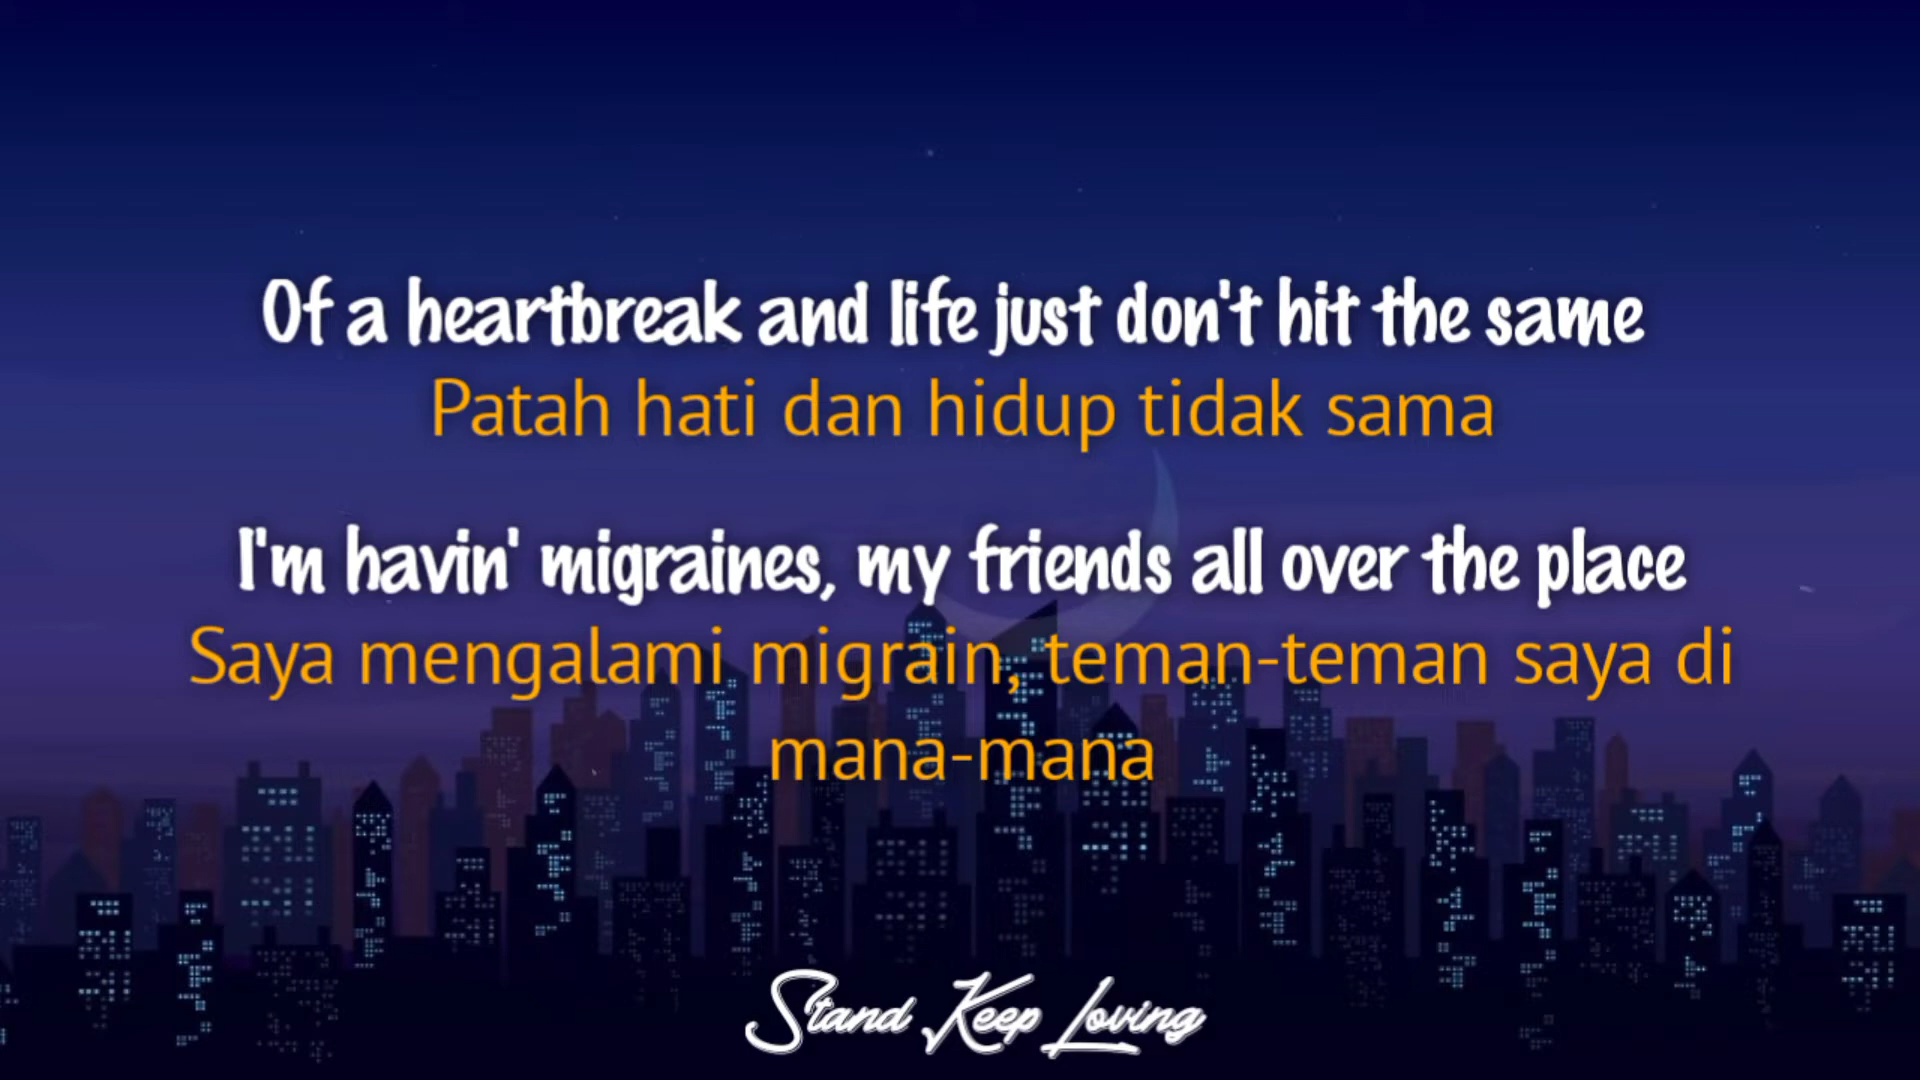 Of a heartbreak and life just don't hit the same
Patah hati dan hidup tidak sama
I'm havin' migraines, my friends all over the place
Saya mengalami migrain, teman-teman saya di
mana-mana
Stand Keep Loving